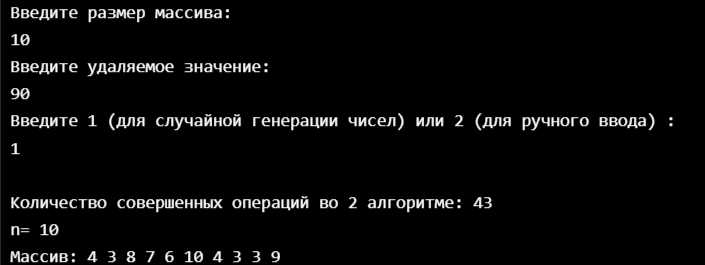 Введите размер массива:
10
Введите удаляемое значение:
90
Введите 1 (для случайной генерации чисел) или 2 (для ручного ввода) :
1
Количество совершенных операций во 2 алгоритме: 43
n= 10
Массив: 4 3 8 7 6 10 4 3 3 9